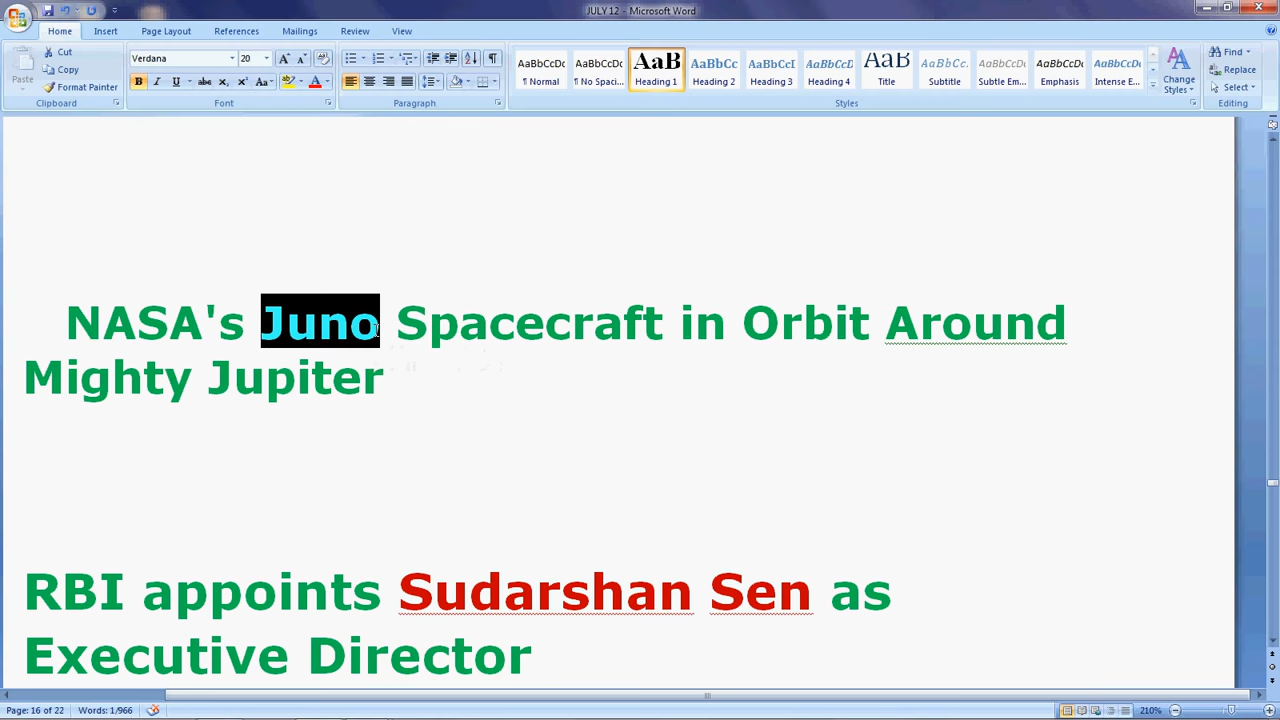 JULY 12 - Microsoft Word
Home Insert Page Layout References Mailings Review View
Paste
Cut
Copy
Format Painter
Clipboard
Verdana 20
Font
Paragraph
AaBbCcDc AaBbCcDc AaB AaBbCc AaBbCcI AaBbCcD AaB AaBbCc. AaBbCcDc AaBbCcDc AaBbCcDc
¶ Normal ¶ No Spaci... Heading 1 Heading 2 Heading 3 Heading 4 Title Subtitle Subtle Em... Emphasis Intense E...
Change Styles
Styles
Find
Replace
Select
Editing
NASA's Juno Spacecraft in Orbit Around
Mighty Jupiter
RBI appoints Sudarshan Sen as
Executive Director
Page: 16 of 22 Words: 1/966 210%